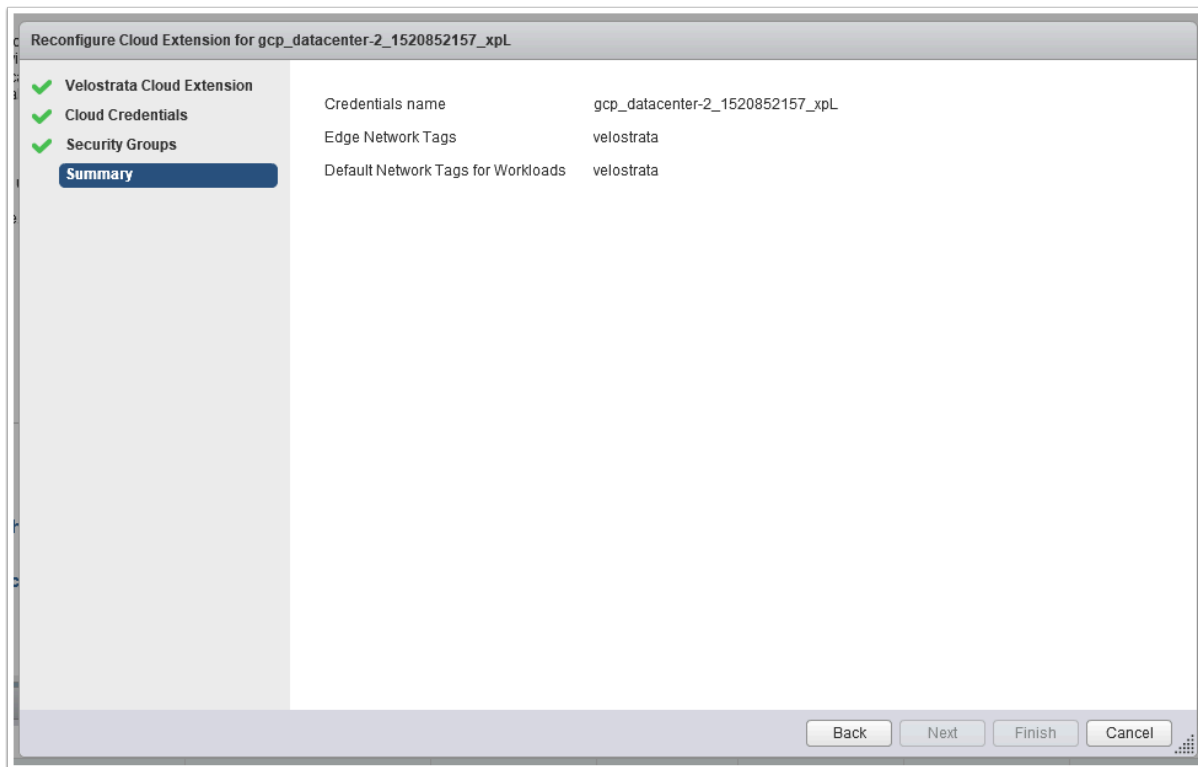 Reconfigure Cloud Extension for gcp_datacenter-2_1520852157_xpL
Velostrata Cloud Extension
Cloud Credentials
Security Groups
Summary
Credentials name gcp_datacenter-2_1520852157_xpL
Edge Network Tags velostrata
Default Network Tags for Workloads velostrata
Back Next Finish Cancel